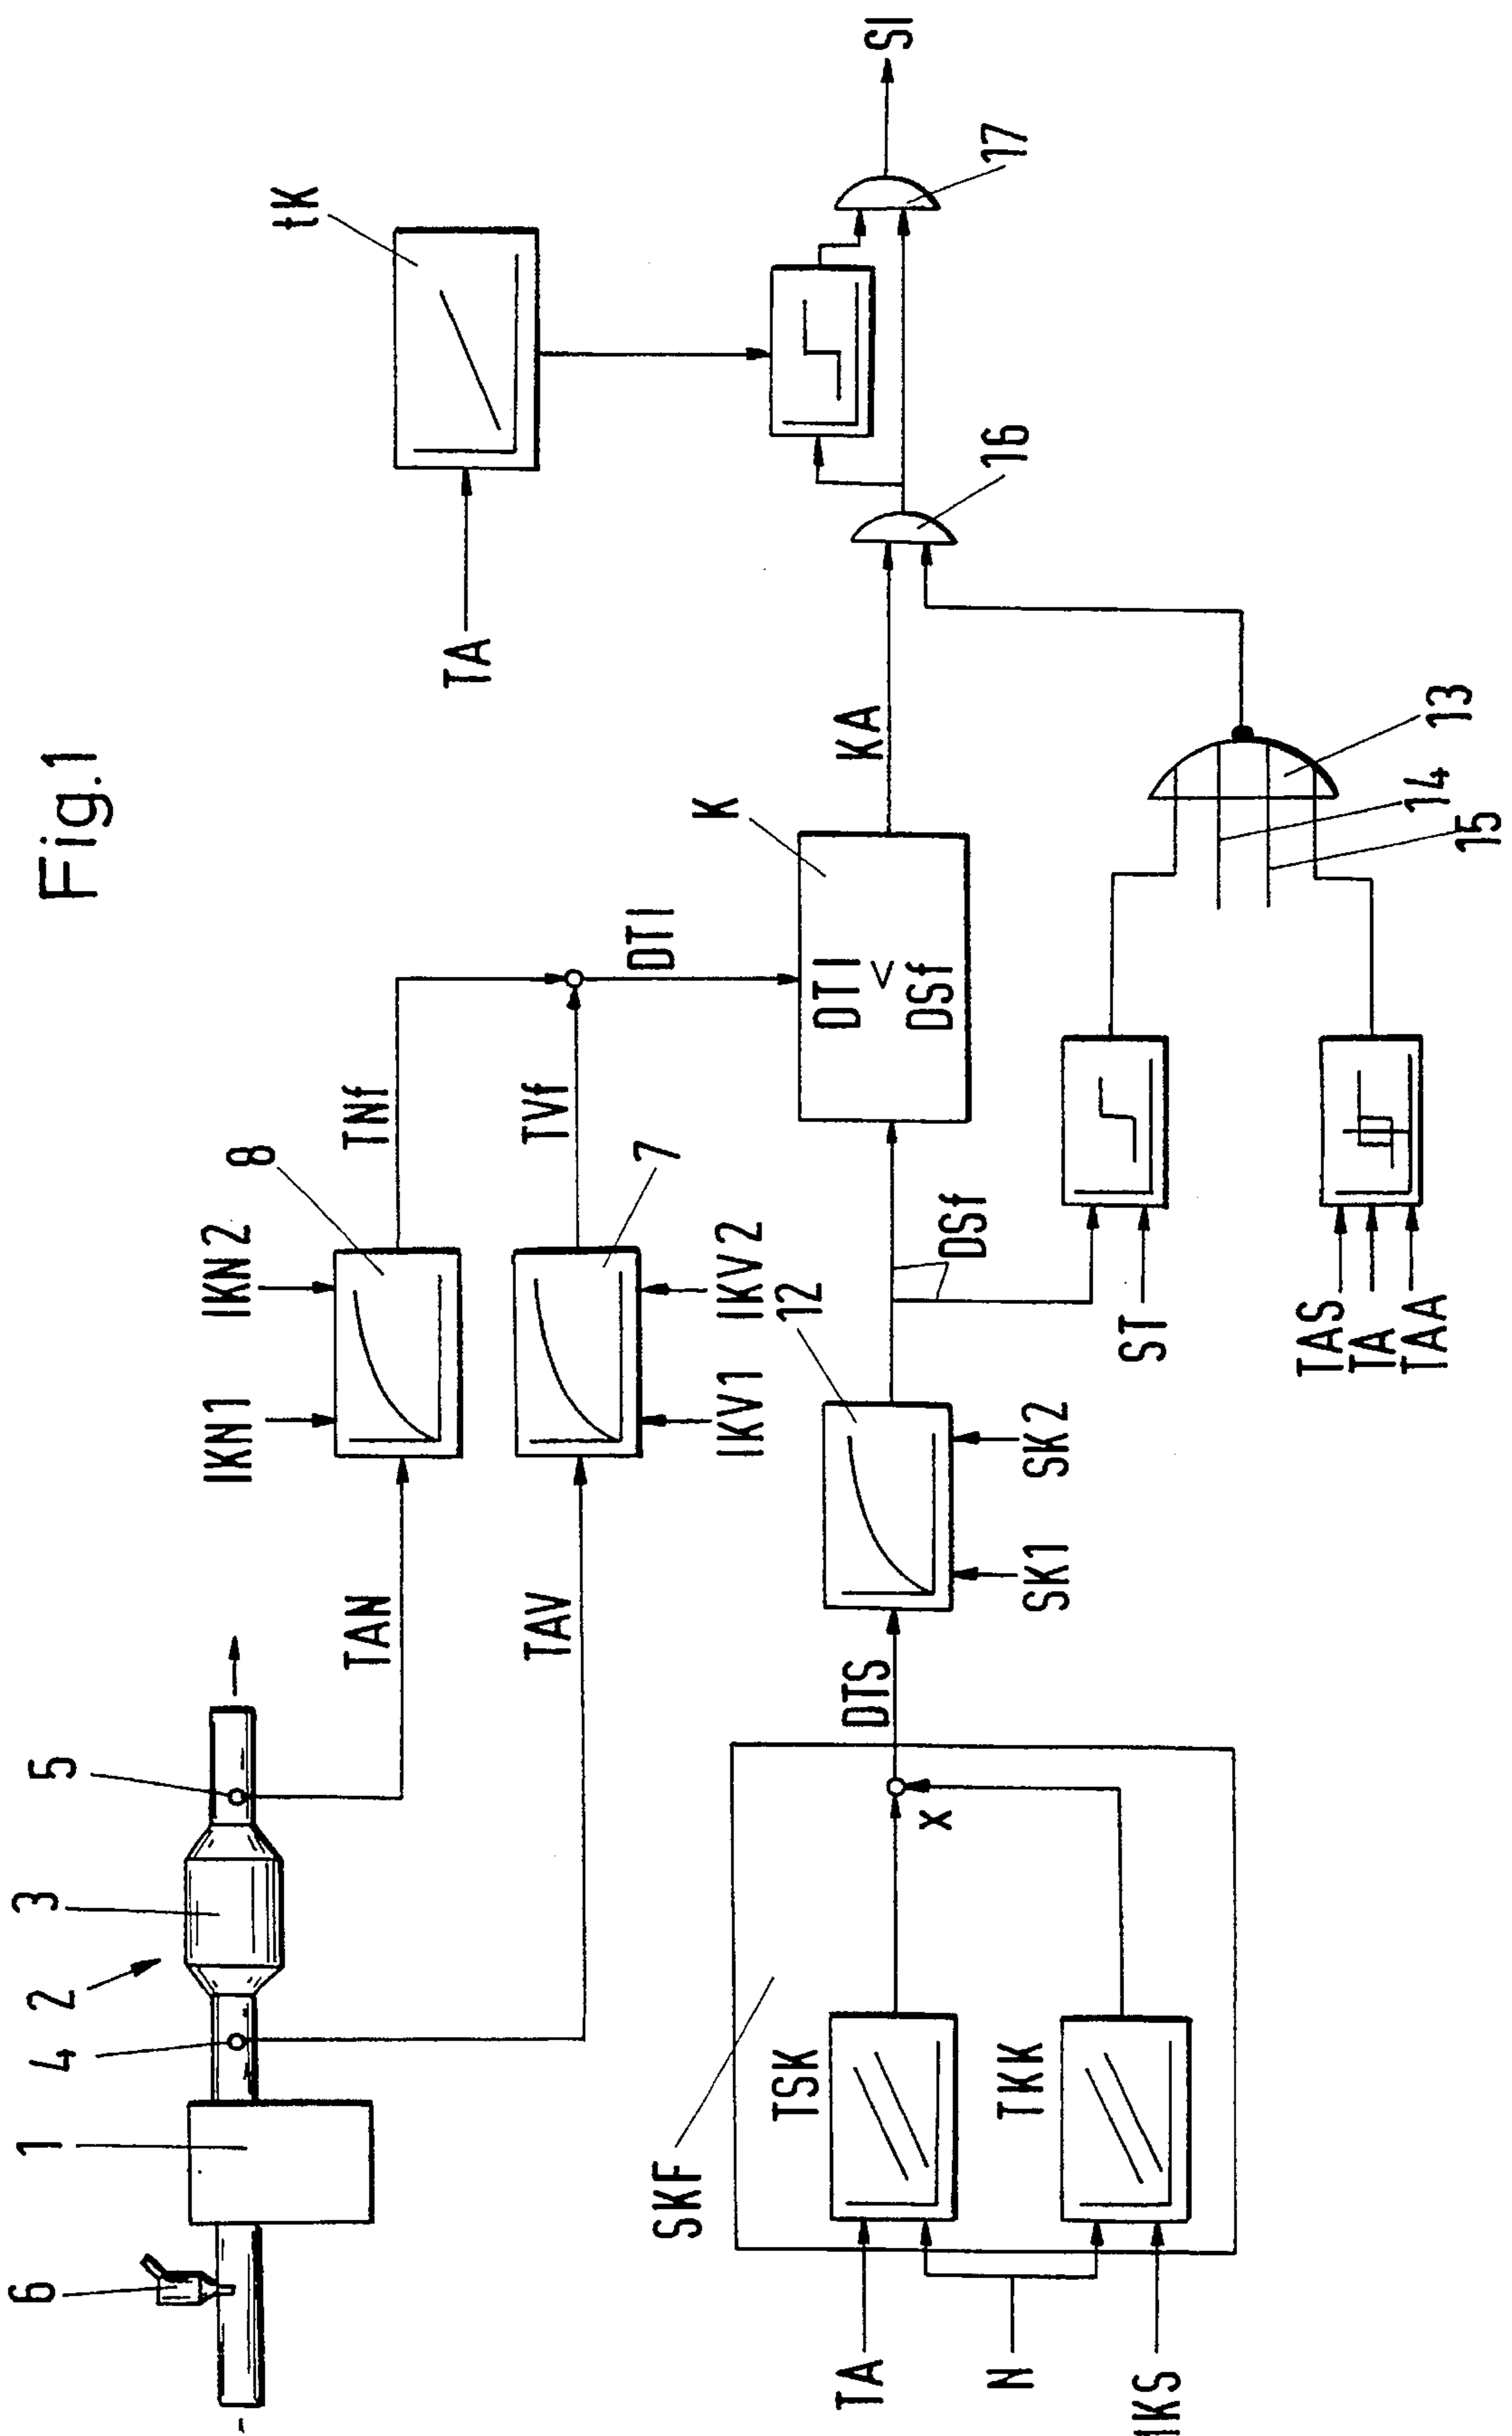 Fig.1
6
1
4
2
3
5
TAN
TAV
IKN1
IKN2
8
TNf
IKV1
IKV2
7
TVf
DTI
tK
TA
SI
17
16
KA
K
DTI
<
DSf
SKF
TSK
TKK
TA
N
x
DTS
12
SK1
SK2
DSf
ST
TAS
TA
TAA
13
14
15